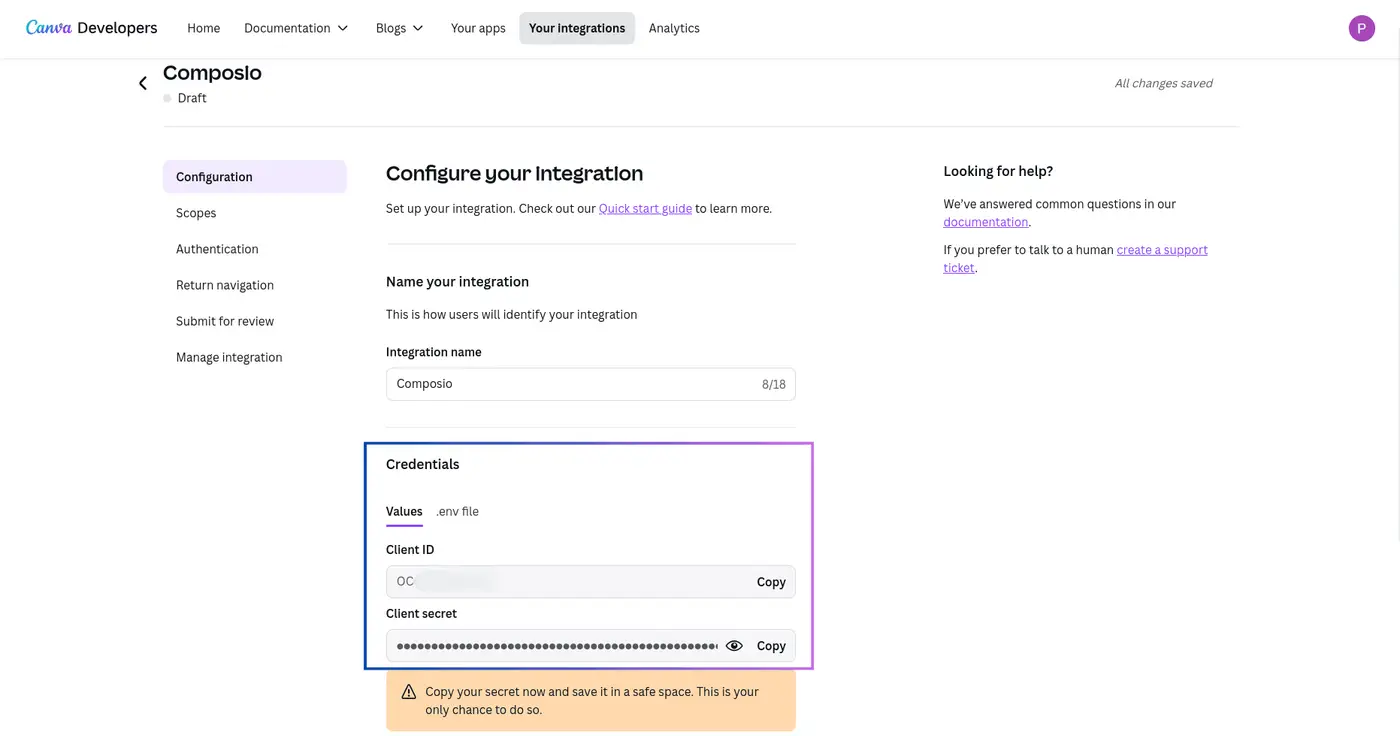 Canva Developers Home Documentation Blogs Your apps Your integrations Analytics P
Composio
Draft
All changes saved
Configuration
Scopes
Authentication
Return navigation
Submit for review
Manage integration
Configure your Integration
Set up your integration. Check out our Quick start guide to learn more.
Name your integration
This is how users will identify your integration
Integration name
Composio 8/18
Credentials
Values .env file
Client ID
OC Copy
Client secret
Copy
Copy your secret now and save it in a safe space. This is your
only chance to do so.
Looking for help?
We've answered common questions in our
documentation.
If you prefer to talk to a human create a support
ticket.